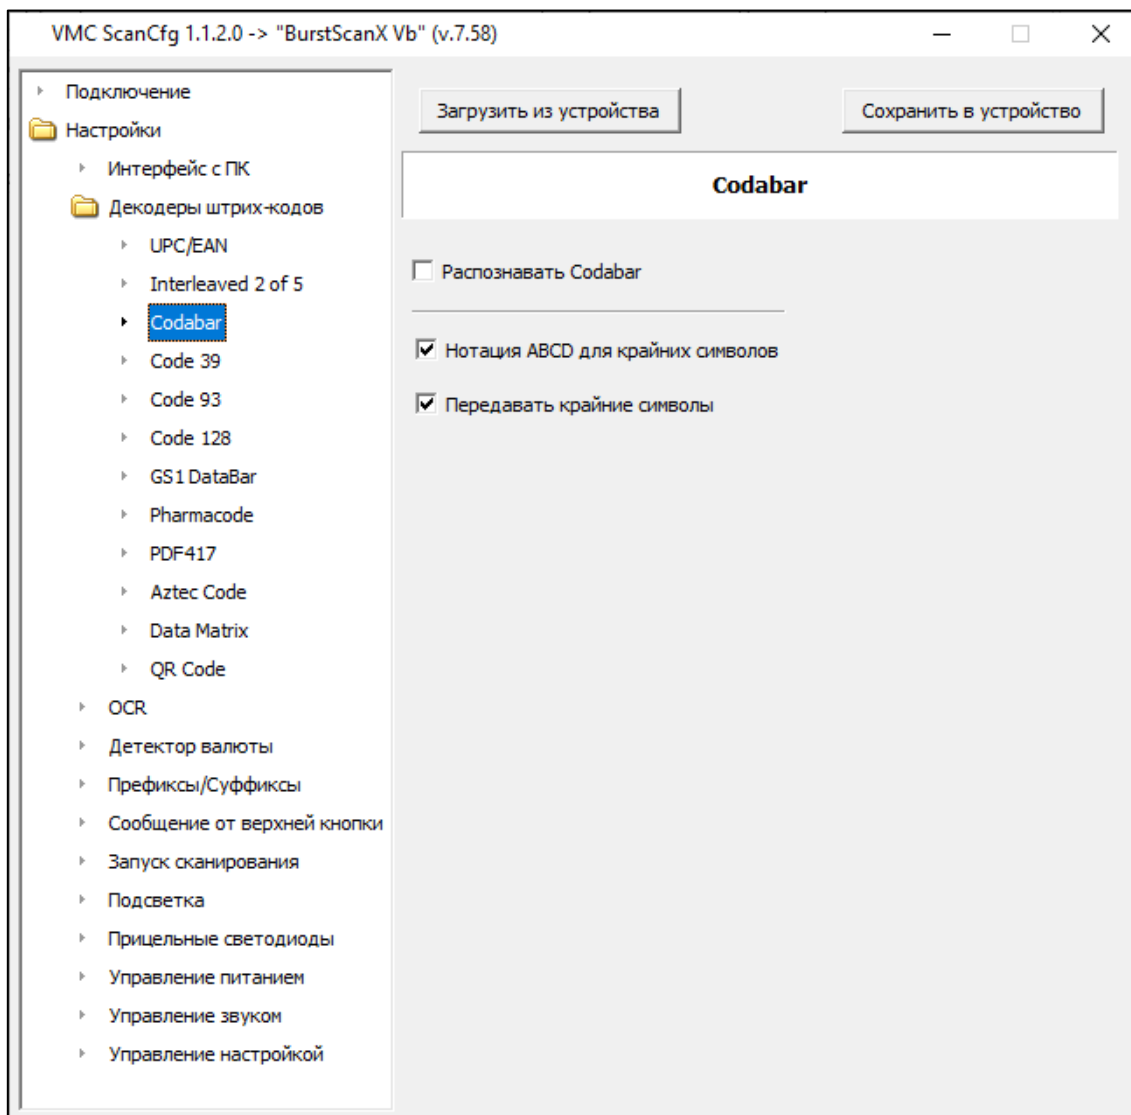 VMC ScanCfg 1.1.2.0 -> "BurstScanX Vb" (v.7.58)
Подключение
Настройки
Интерфейс с ПК
Декодеры штрих-кодов
UPC/EAN
Interleaved 2 of 5
Codabar
Code 39
Code 93
Code 128
GS1 DataBar
Pharmacode
PDF417
Aztec Code
Data Matrix
QR Code
OCR
Детектор валюты
Префиксы/Суффиксы
Сообщение от верхней кнопки
Запуск сканирования
Подсветка
Прицельные светодиоды
Управление питанием
Управление звуком
Управление настройкой
Загрузить из устройства
Сохранить в устройство
Codabar
Распознавать Codabar
Нотация ABCD для крайних символов
Передавать крайние символы